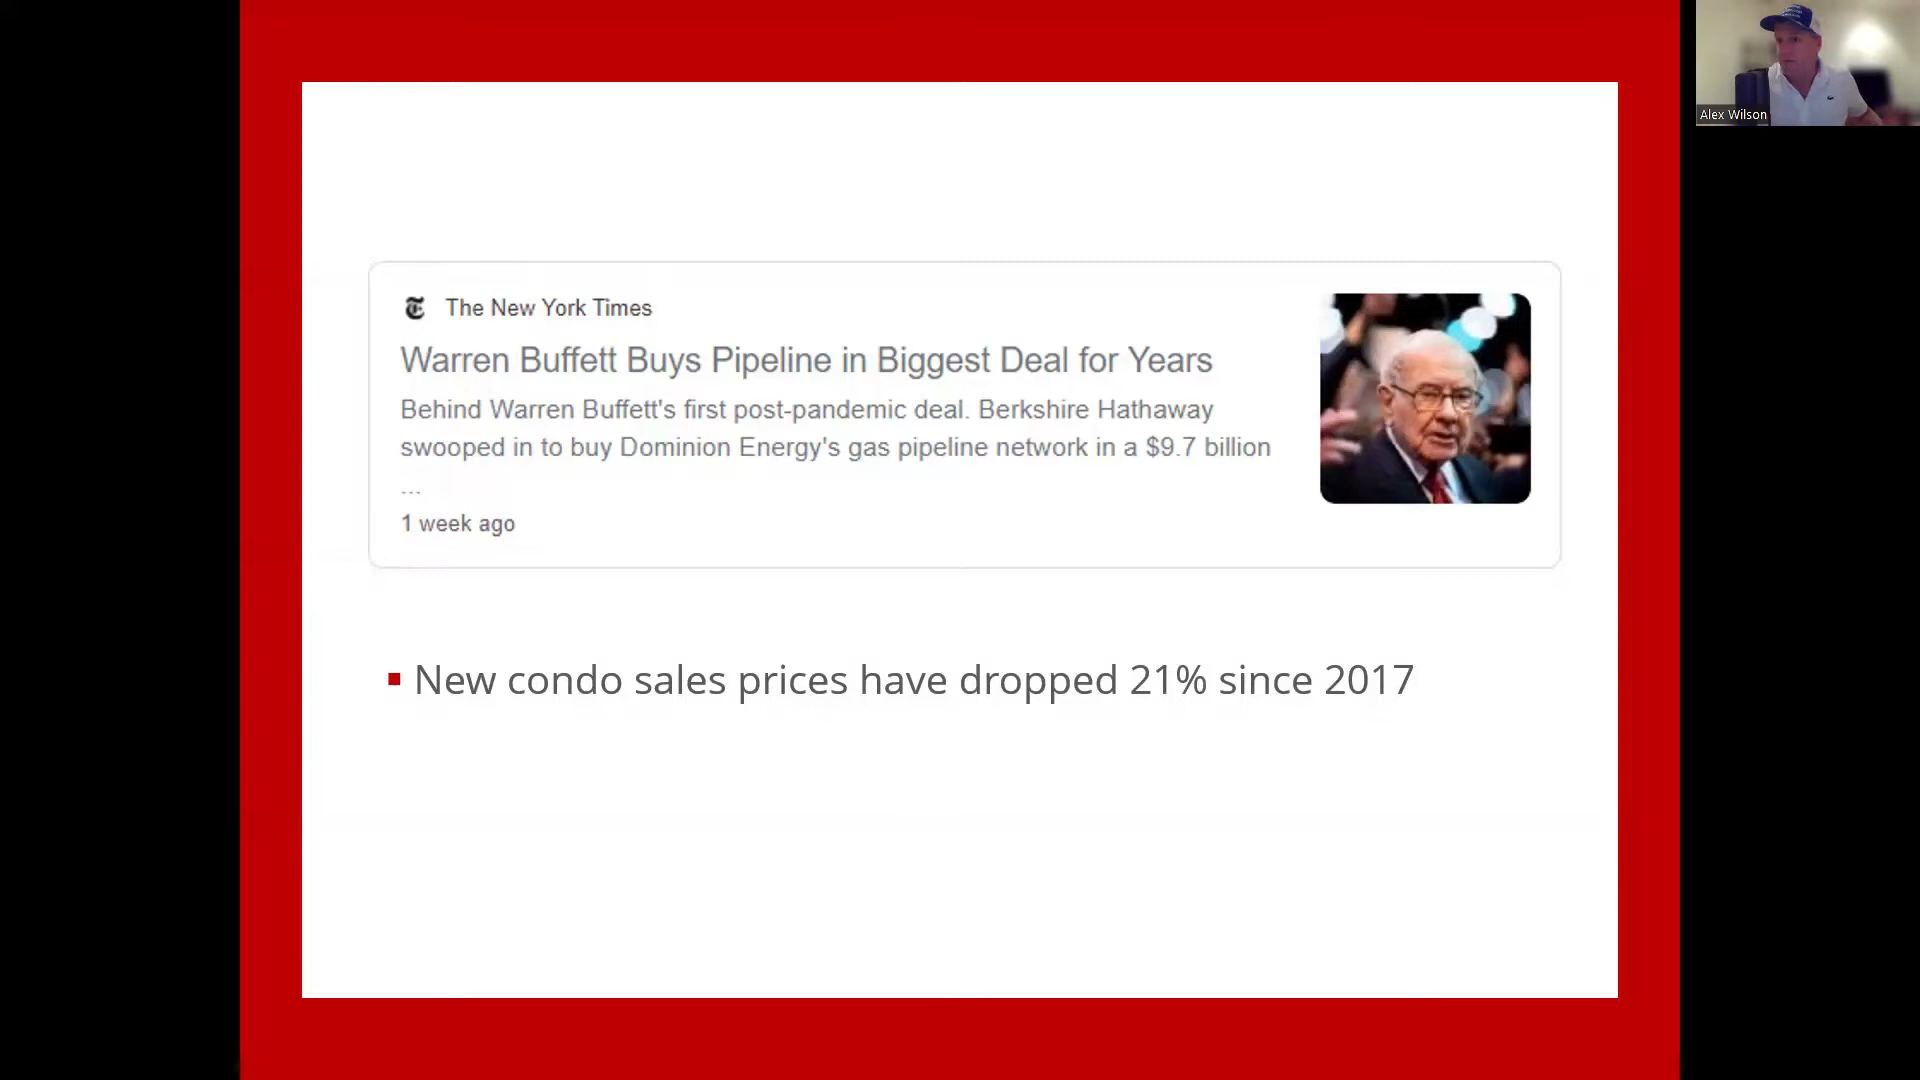 The New York Times
Warren Buffett Buys Pipeline in Biggest Deal for Years
Behind Warren Buffett's first post-pandemic deal. Berkshire Hathaway
swooped in to buy Dominion Energy's gas pipeline network in a $9.7 billion
...
1 week ago
New condo sales prices have dropped 21% since 2017
Alex Wilson